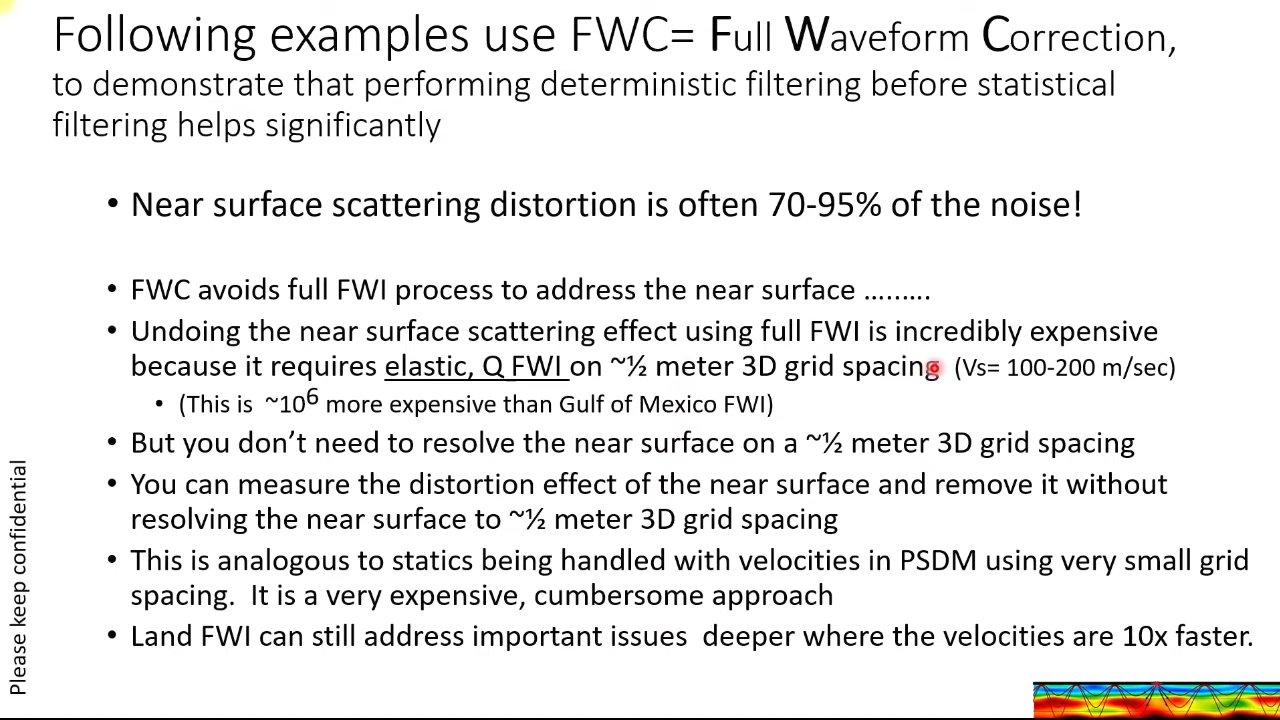 Following examples use FWC= Full Waveform Correction,
to demonstrate that performing deterministic filtering before statistical
filtering helps significantly
• Near surface scattering distortion is often 70-95% of the noise!
• FWC avoids full FWI process to address the near surface ………
• Undoing the near surface scattering effect using full FWI is incredibly expensive
because it requires elastic, Q FWI on ~½ meter 3D grid spacing (Vs= 100-200 m/sec)
• (This is ~10⁶ more expensive than Gulf of Mexico FWI)
• But you don’t need to resolve the near surface on a ~½ meter 3D grid spacing
• You can measure the distortion effect of the near surface and remove it without
resolving the near surface to ~½ meter 3D grid spacing
• This is analogous to statics being handled with velocities in PSDM using very small grid
spacing. It is a very expensive, cumbersome approach
• Land FWI can still address important issues deeper where the velocities are 10x faster.
Please keep confidential